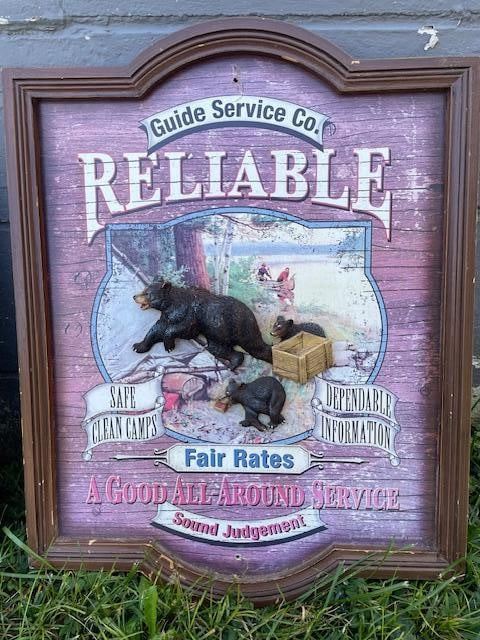 Guide Service Co.
RELIABLE
SAFE
CLEAN CAMPS
DEPENDABLE
INFORMATION
Fair Rates
A GOOD ALL-AROUND SERVICE
Sound Judgement